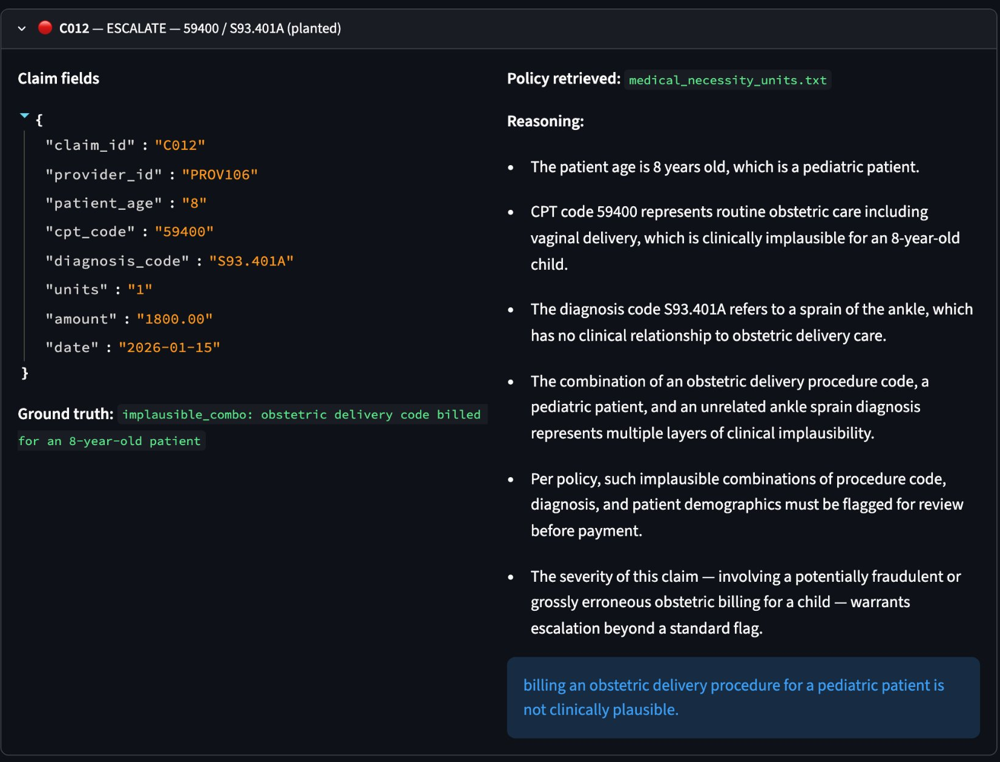 C012 — ESCALATE — 59400 / S93.401A (planted)
Claim fields
{
"claim_id" : "C012"
"provider_id" : "PROV106"
"patient_age" : "8"
"cpt_code" : "59400"
"diagnosis_code" : "S93.401A"
"units" : "1"
"amount" : "1800.00"
"date" : "2026-01-15"
}
Ground truth: implausible_combo: obstetric delivery code billed
for an 8-year-old patient
Policy retrieved: medical_necessity_units.txt
Reasoning:
• The patient age is 8 years old, which is a pediatric patient.
• CPT code 59400 represents routine obstetric care including
vaginal delivery, which is clinically implausible for an 8-year-old
child.
• The diagnosis code S93.401A refers to a sprain of the ankle, which
has no clinical relationship to obstetric delivery care.
• The combination of an obstetric delivery procedure code, a
pediatric patient, and an unrelated ankle sprain diagnosis
represents multiple layers of clinical implausibility.
• Per policy, such implausible combinations of procedure code,
diagnosis, and patient demographics must be flagged for review
before payment.
• The severity of this claim — involving a potentially fraudulent or
grossly erroneous obstetric billing for a child — warrants
escalation beyond a standard flag.
billing an obstetric delivery procedure for a pediatric patient is
not clinically plausible.